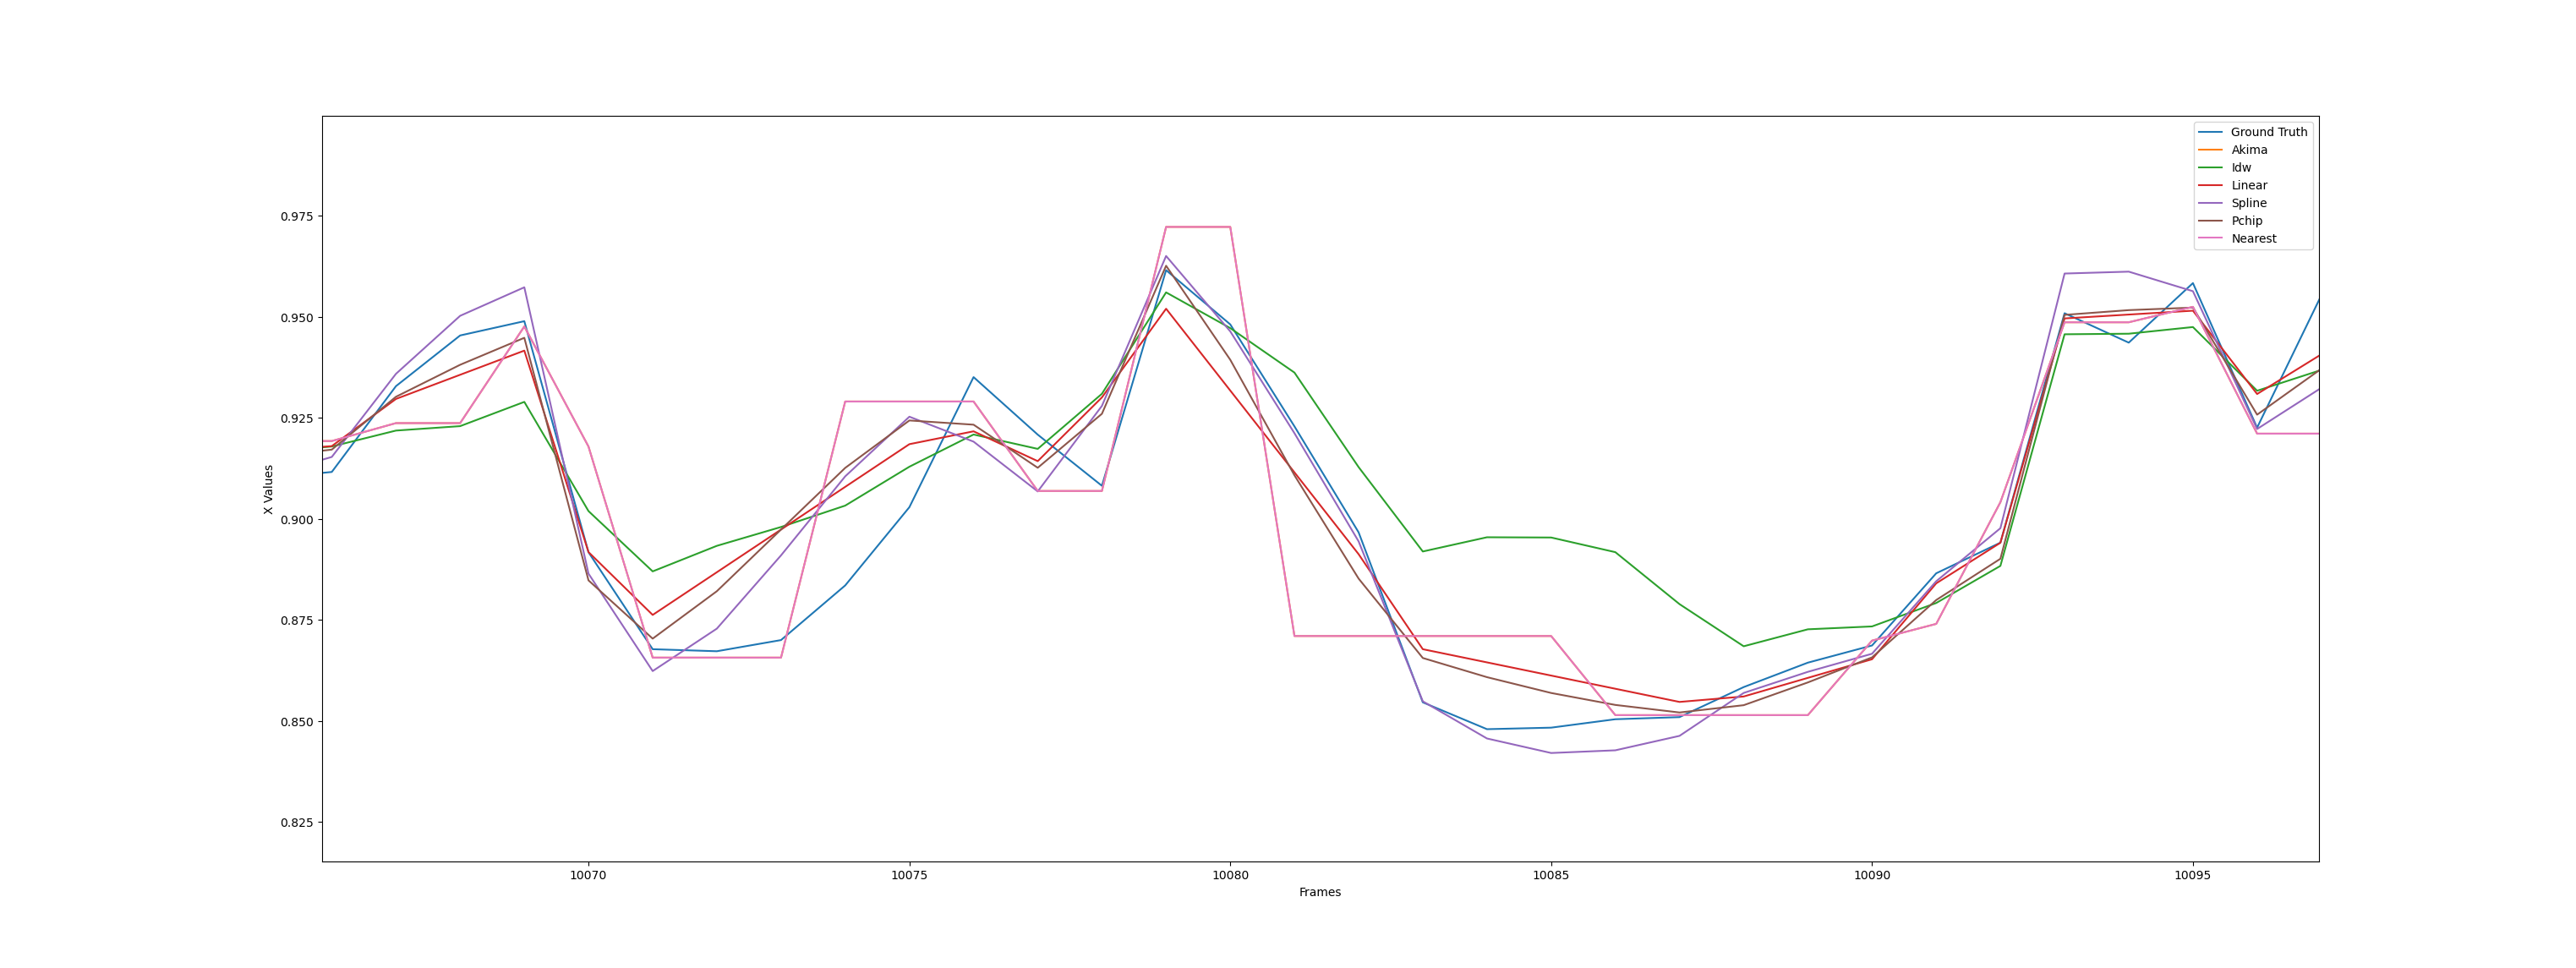 Ground Truth
Akima
Idw
Linear
Spline
Pchip
Nearest
0.975
0.950
0.925
0.900
0.875
0.850
0.825
X Values
10070 10075 10080 10085 10090 10095
Frames